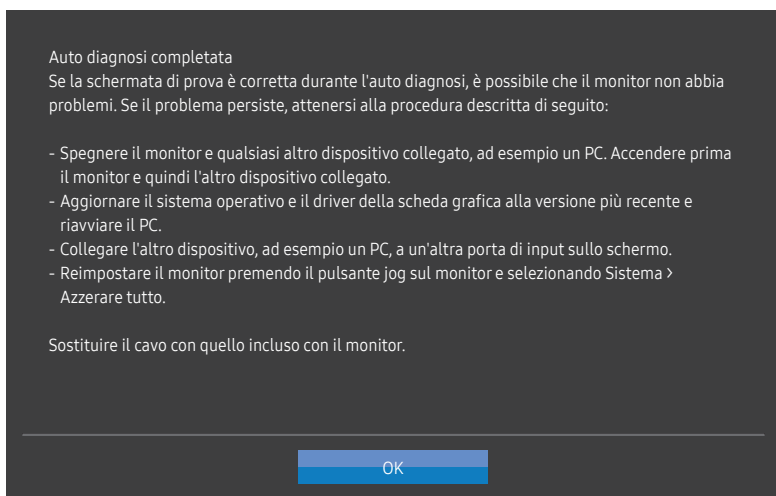 Auto diagnosi completata
Se la schermata di prova è corretta durante l'auto diagnosi, è possibile che il monitor non abbia
problemi. Se il problema persiste, attenersi alla procedura descritta di seguito:
- Spegnere il monitor e qualsiasi altro dispositivo collegato, ad esempio un PC. Accendere prima
il monitor e quindi l'altro dispositivo collegato.
- Aggiornare il sistema operativo e il driver della scheda grafica alla versione più recente e
riavviare il PC.
- Collegare l'altro dispositivo, ad esempio un PC, a un'altra porta di input sullo schermo.
- Reimpostare il monitor premendo il pulsante jog sul monitor e selezionando Sistema >
Azzerare tutto.
Sostituire il cavo con quello incluso con il monitor.
OK